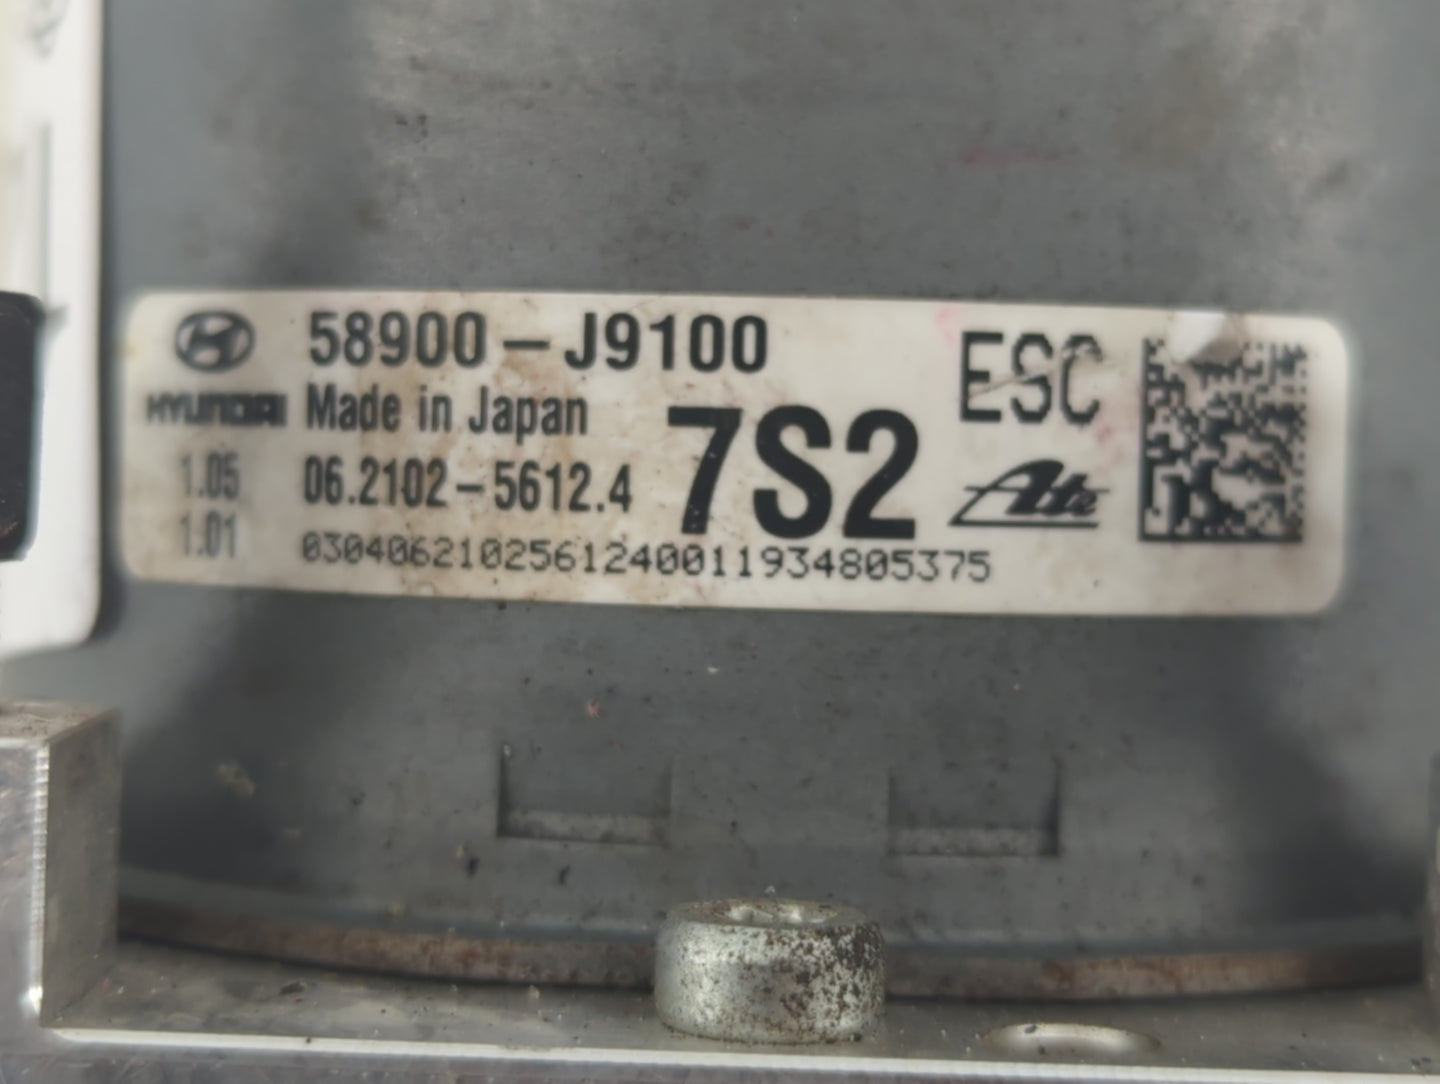 58900-J9100 ESC
HYUNDAI Made in Japan 7S2
1.05 06.2102-5612.4 Ate
1.01 0304062102561240011934805375